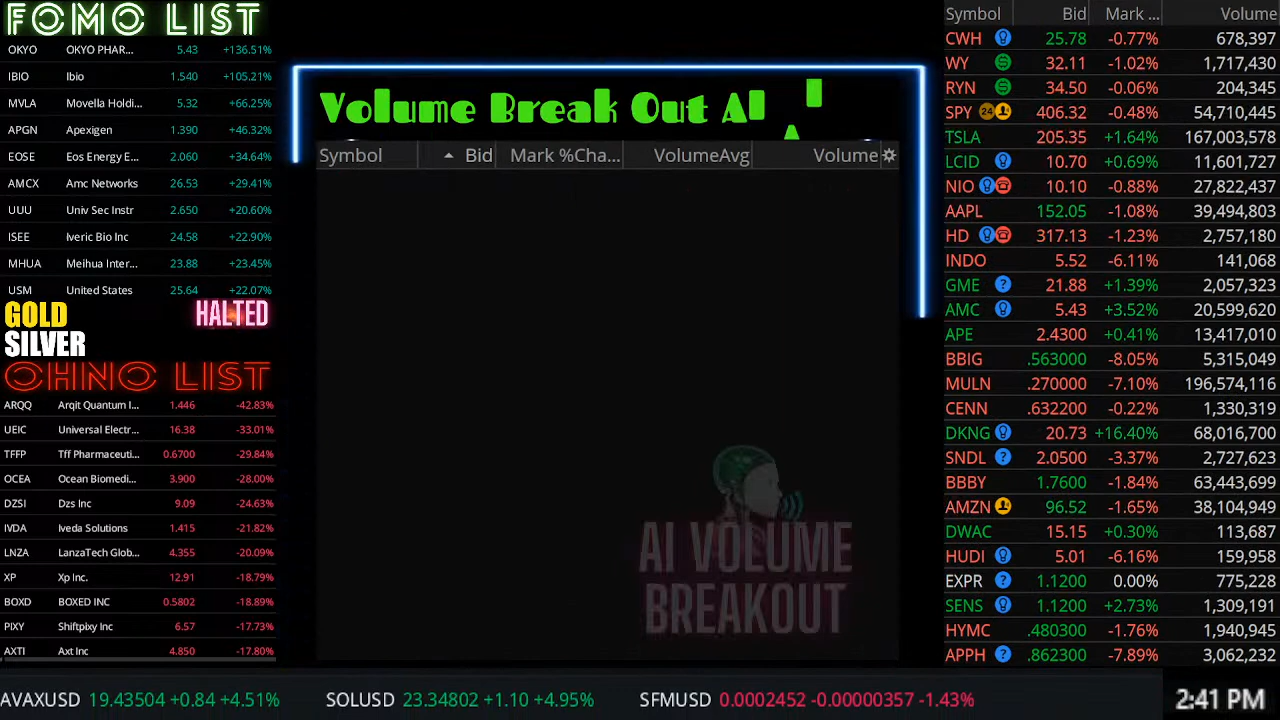 FOMO LIST
OKYO OKYO PHAR... 5.43 +136.51%
IBIO Ibio 1.540 +105.21%
MVLA Movella Holdi... 5.32 +66.25%
APGN Apexigen 1.390 +46.32%
EOSE Eos Energy E... 2.060 +34.64%
AMCX Amc Networks 26.53 +29.41%
UUU Univ Sec Instr 2.650 +20.60%
ISEE Iveric Bio Inc 24.58 +22.90%
MHUA Meihua Inter... 23.88 +23.45%
USM United States 25.64 +22.07%
GOLD HALTED
SILVER
OHNO LIST
ARQQ Arqit Quantum I... 1.446 -42.83%
UEIC Universal Electr... 16.38 -33.01%
TFFP Tff Pharmaceuti... 0.6700 -29.84%
OCEA Ocean Biomedi... 3.900 -28.00%
DZSI Dzs Inc 9.09 -24.63%
IVDA Iveda Solutions 1.415 -21.82%
LNZA LanzaTech Glob... 4.355 -20.09%
XP Xp Inc. 12.91 -18.79%
BOXD BOXED INC 0.5802 -18.89%
PIXY Shiftpixy Inc 6.57 -17.73%
AXTI Axt Inc 4.850 -17.80%
Volume Break Out
Symbol Bid Mark %Cha... VolumeAvg Volume
AI VOLUME
BREAKOUT
Symbol Bid Mark ... Volume
CWH 25.78 -0.77% 678,397
WY 32.11 -1.02% 1,717,430
RYN 34.50 -0.06% 204,345
SPY 24 406.32 -0.48% 54,710,445
TSLA 205.35 +1.64% 167,003,578
LCID 10.70 +0.69% 11,601,727
NIO 10.10 -0.88% 27,822,437
AAPL 152.05 -1.08% 39,494,803
HD 317.13 -1.23% 2,757,180
INDO 5.52 -6.11% 141,068
GME ? 21.88 +1.39% 2,057,323
AMC 5.43 +3.52% 20,599,620
APE 2.4300 +0.41% 13,417,010
BBIG .563000 -8.05% 5,315,049
MULN .270000 -7.10% 196,574,116
CENN .632200 -0.22% 1,330,319
DKNG 20.73 +16.40% 68,016,700
SNDL ? 2.0500 -3.37% 2,727,623
BBBY 1.7600 -1.84% 63,443,699
AMZN 96.52 -1.65% 38,104,949
DWAC 15.15 +0.30% 113,687
HUDI 5.01 -6.16% 159,958
EXPR ? 1.1200 0.00% 775,228
SENS 1.1200 +2.73% 1,309,191
HYMC .480300 -1.76% 1,940,945
APPH ? .862300 -7.89% 3,062,232
AVAXUSD 19.43504 +0.84 +4.51% SOLUSD 23.34802 +1.10 +4.95% SFMUSD 0.0002452 -0.00000357 -1.43% 2:41 PM